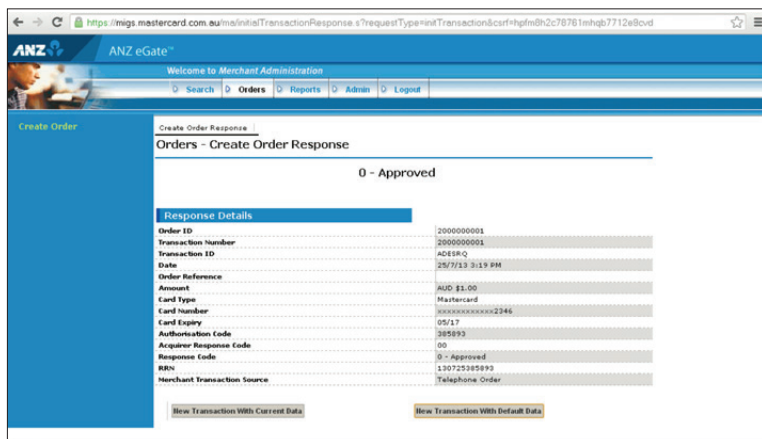 https://migs.mastercard.com.au/ma/initialTransactionResponse.s?requestType=initTransaction&csrf=hpfm8h2c78761mhqb7712e9cvd
ANZ ANZ eGate™
Welcome to Merchant Administration
Search Orders Reports Admin Logout
Create Order
Create Order Response
Orders - Create Order Response
0 - Approved
Response Details
Order ID 2000000001
Transaction Number 2000000001
Transaction ID ADESRQ
Date 25/7/13 3:19 PM
Order Reference
Amount AUD $1.00
Card Type Mastercard
Card Number xxxxxxxxxxxx2346
Card Expiry 05/17
Authorisation Code 385893
Acquirer Response Code 00
Response Code 0 - Approved
RRN 130725385893
Merchant Transaction Source Telephone Order
New Transaction With Current Data New Transaction With Default Data